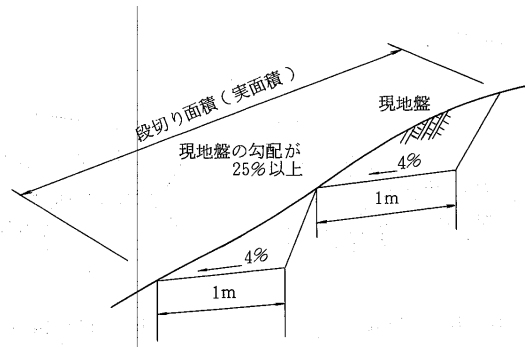 段切り面積(実面積)
現地盤
現地盤の勾配が
25%以上
4%
1m
4%
1m